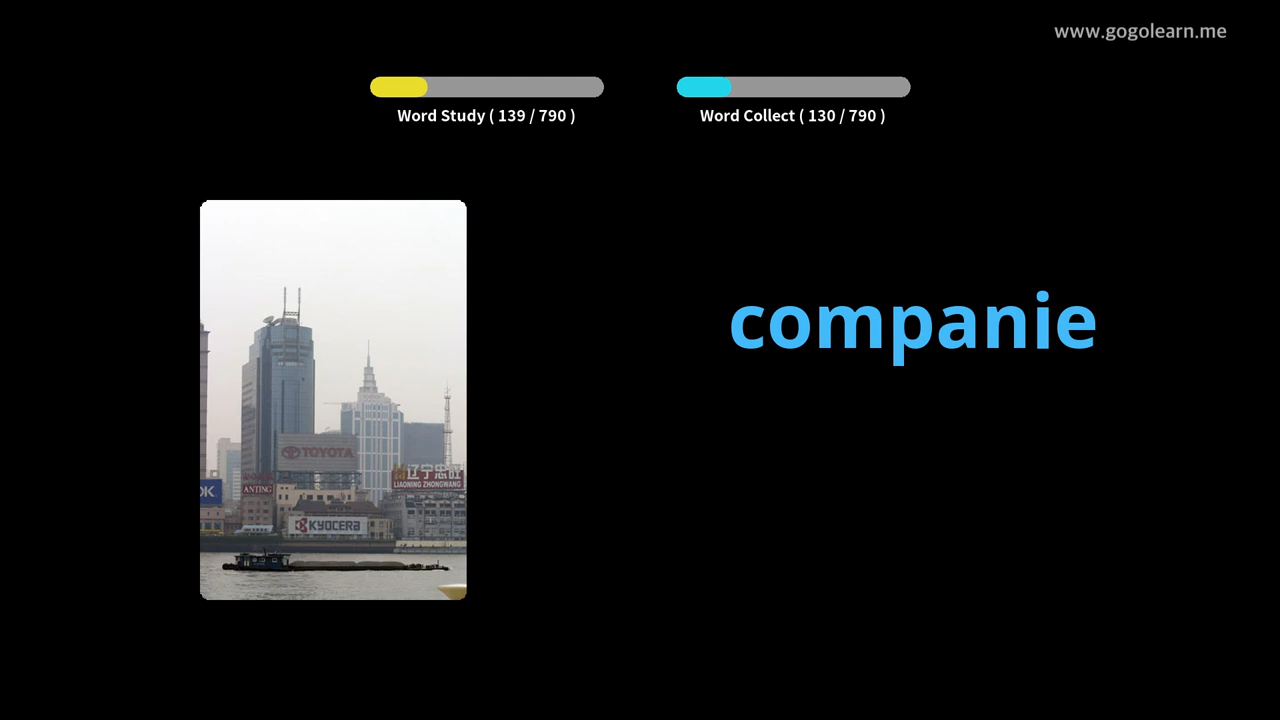 www.gogolearn.me
Word Study ( 139 / 790 )
Word Collect ( 130 / 790 )
companie
TOYOTA
辽宁忠旺
LIAONING ZHONGWANG
ANTING
KYOCERA